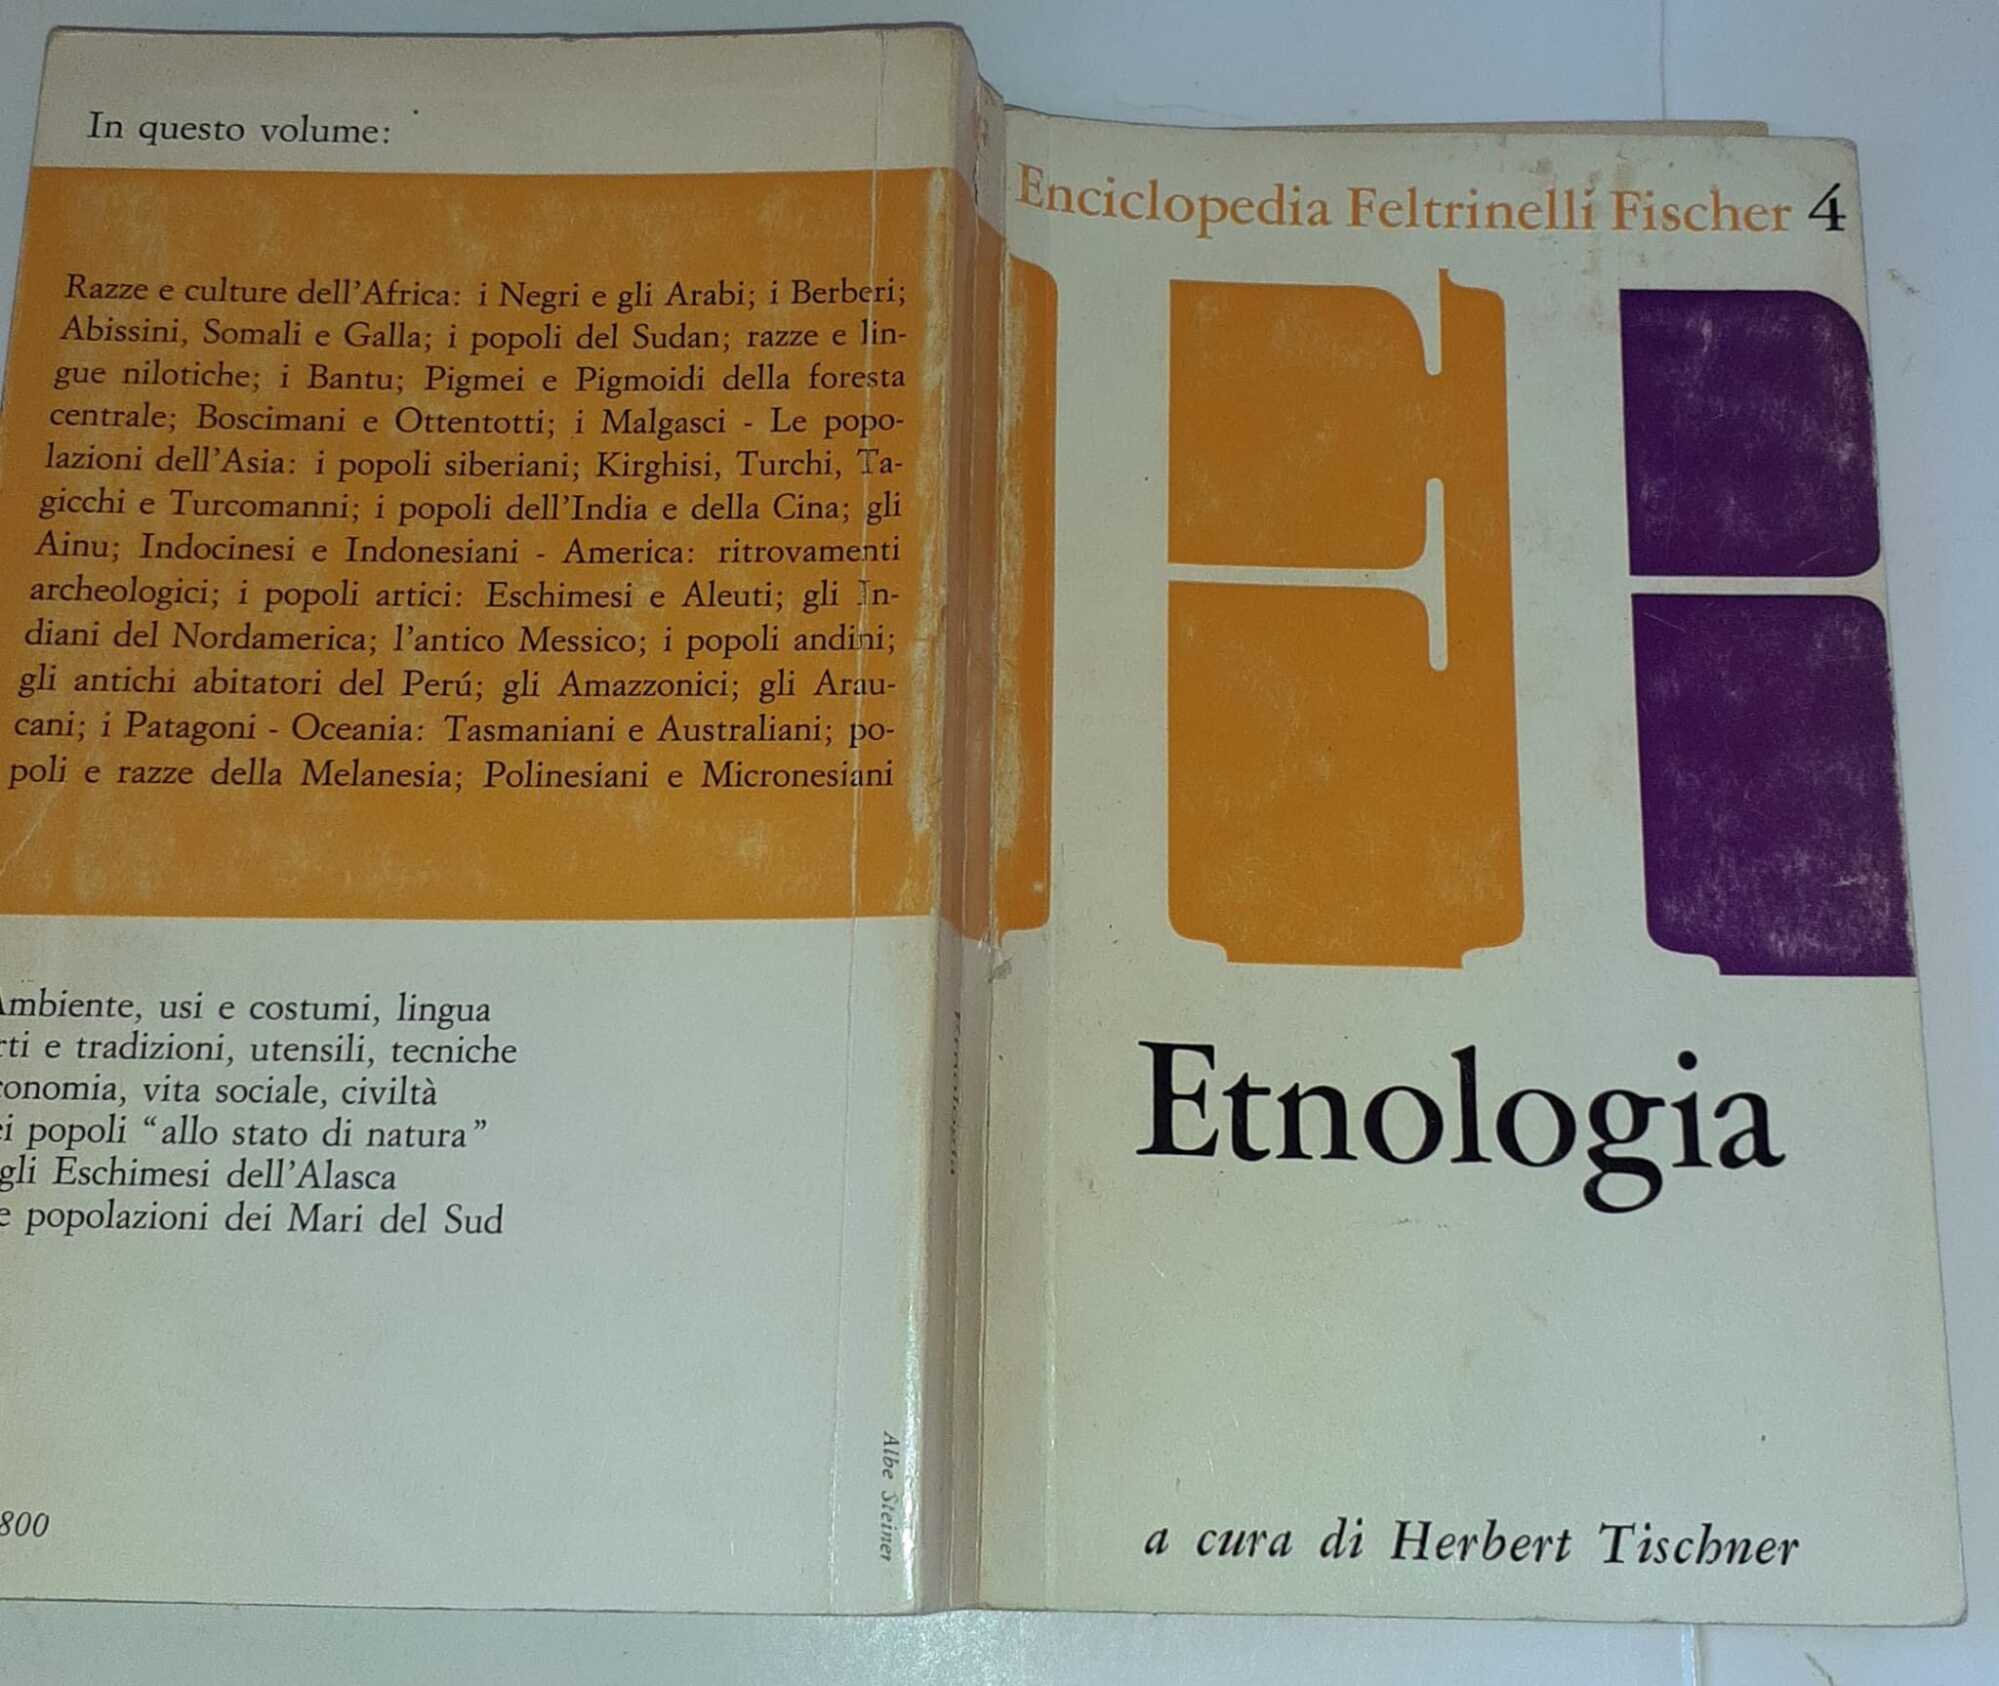 In questo volume:
Razze e culture dell'Africa: i Negri e gli Arabi; i Berberi;
Abissini, Somali e Galla; i popoli del Sudan; razze e lin-
gue nilotiche; i Bantu; Pigmei e Pigmoidi della foresta
centrale; Boscimani e Ottentotti; i Malgasci - Le popo-
lazioni dell'Asia: i popoli siberiani; Kirghisi, Turchi, Ta-
gicchi e Turcomanni; i popoli dell'India e della Cina; gli
Ainu; Indocinesi e Indonesiani - America: ritrovamenti
archeologici; i popoli artici: Eschimesi e Aleuti; gli In-
diani del Nordamerica; l'antico Messico; i popoli andini;
gli antichi abitatori del Perú; gli Amazzonici; gli Arau-
cani; i Patagoni - Oceania: Tasmaniani e Australiani; po-
poli e razze della Melanesia; Polinesiani e Micronesiani
Ambiente, usi e costumi, lingua
rti e tradizioni, utensili, tecniche
conomia, vita sociale, civiltà
ei popoli “allo stato di natura”
gli Eschimesi dell'Alasca
e popolazioni dei Mari del Sud
800
Albe Steiner
Etnologia
Enciclopedia Feltrinelli Fischer 4
EF
Etnologia
a cura di Herbert Tischner